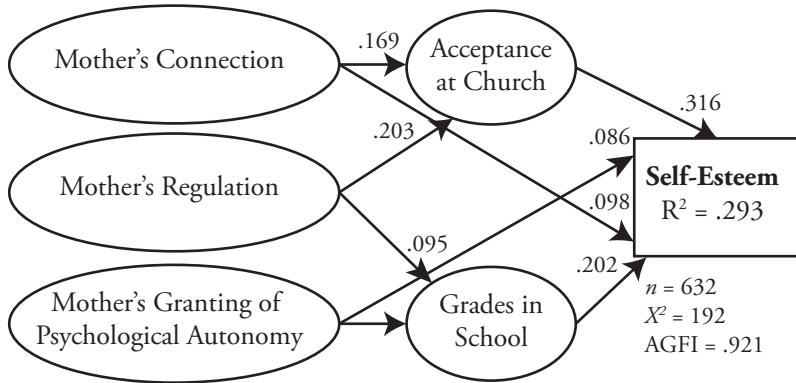 Mother's Connection
.169
Acceptance
at Church
.316
.203
.086
Mother's Regulation
Self-Esteem
R² = .293
.098
.095
.202
Mother's Granting of
Psychological Autonomy
Grades in
School
n = 632
X² = 192
AGFI = .921